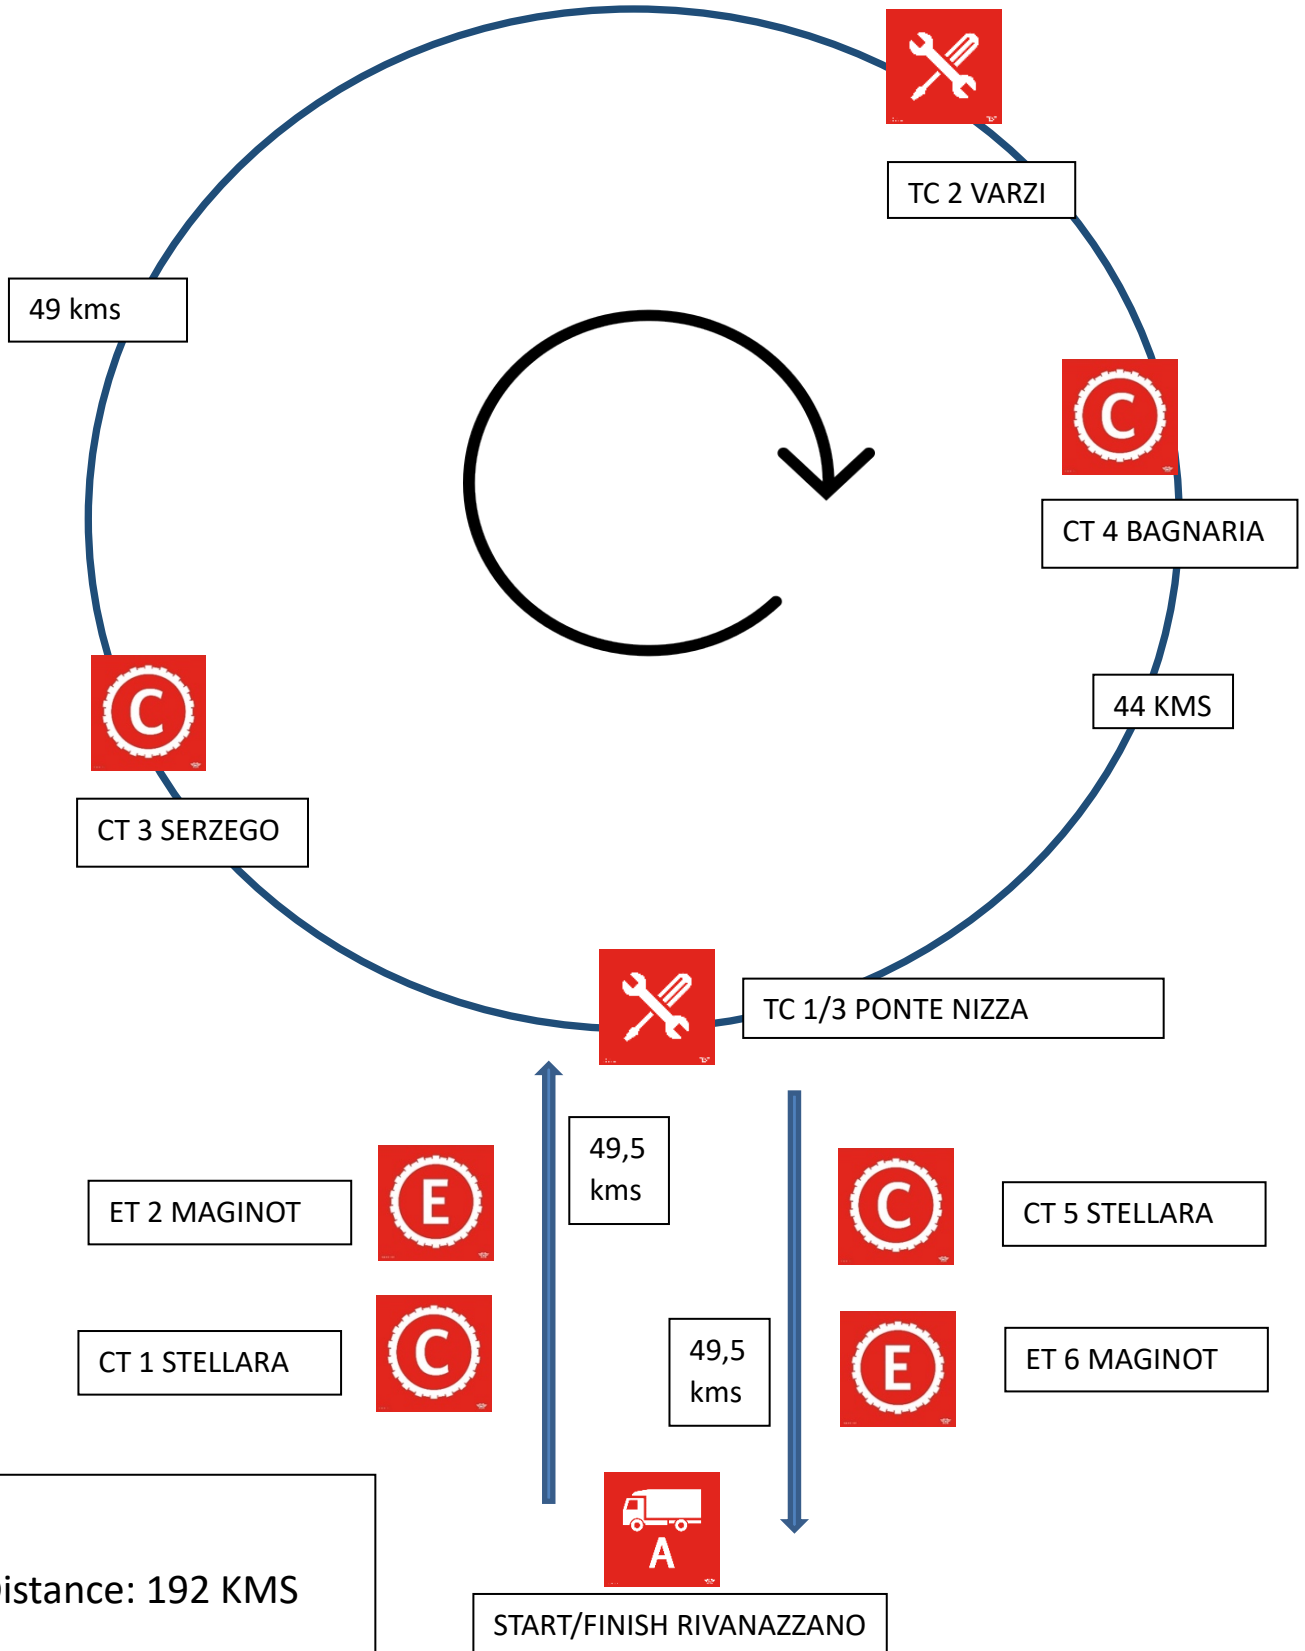 TC 2 VARZI
49 kms
C
CT 4 BAGNARIA
C
44 KMS
CT 3 SERZEGO
TC 1/3 PONTE NIZZA
49,5
kms
E
ET 2 MAGINOT
C
CT 5 STELLARA
C
CT 1 STELLARA
49,5
kms
E
ET 6 MAGINOT
A
istance: 192 KMS
START/FINISH RIVANAZZANO